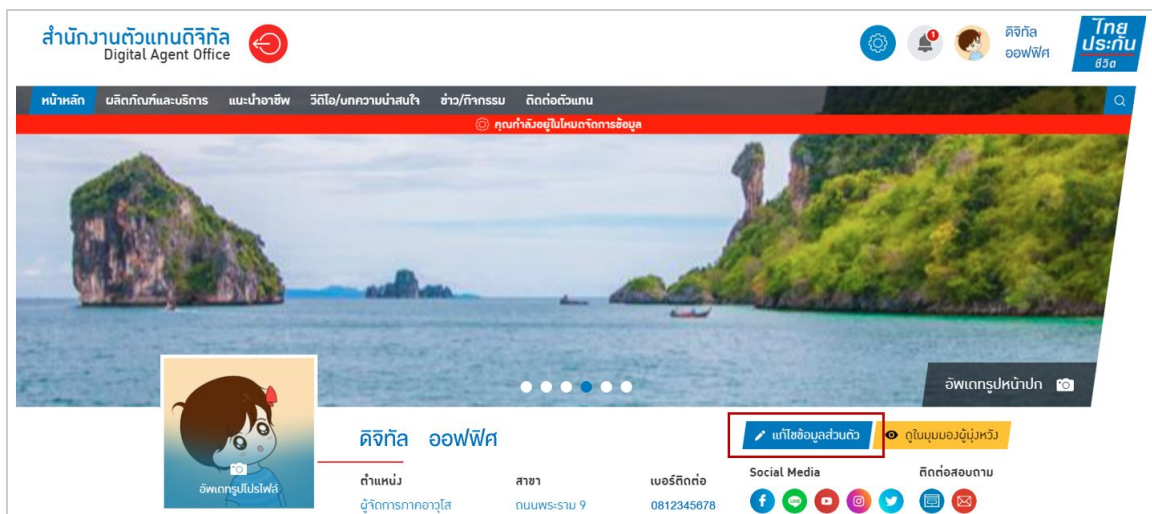 สำนักงานตัวแทนดิจิทัล
Digital Agent Office
ดิจิทัล
ออฟฟิศ
ไทย
ประกัน
ชีวิต
หน้าหลัก ผลิตภัณฑ์และบริการ แนะนำอาชีพ วีดีโอ/บทความน่าสนใจ ข่าว/กิจกรรม ติดต่อตัวแทน
คุณกำลังอยู่ในโหมดจัดการข้อมูล
อัพเดทรูปหน้าปก
ดิจิทัล ออฟฟิศ
แก้ไขข้อมูลส่วนตัว
ดูในมุมมองผู้มุ่งหวัง
อัพเดทรูปโปรไฟล์
ตำแหน่ง สาขา เบอร์ติดต่อ Social Media ติดต่อสอบถาม
ผู้จัดการภาคอาวุโส ถนนพระราม 9 0812345678